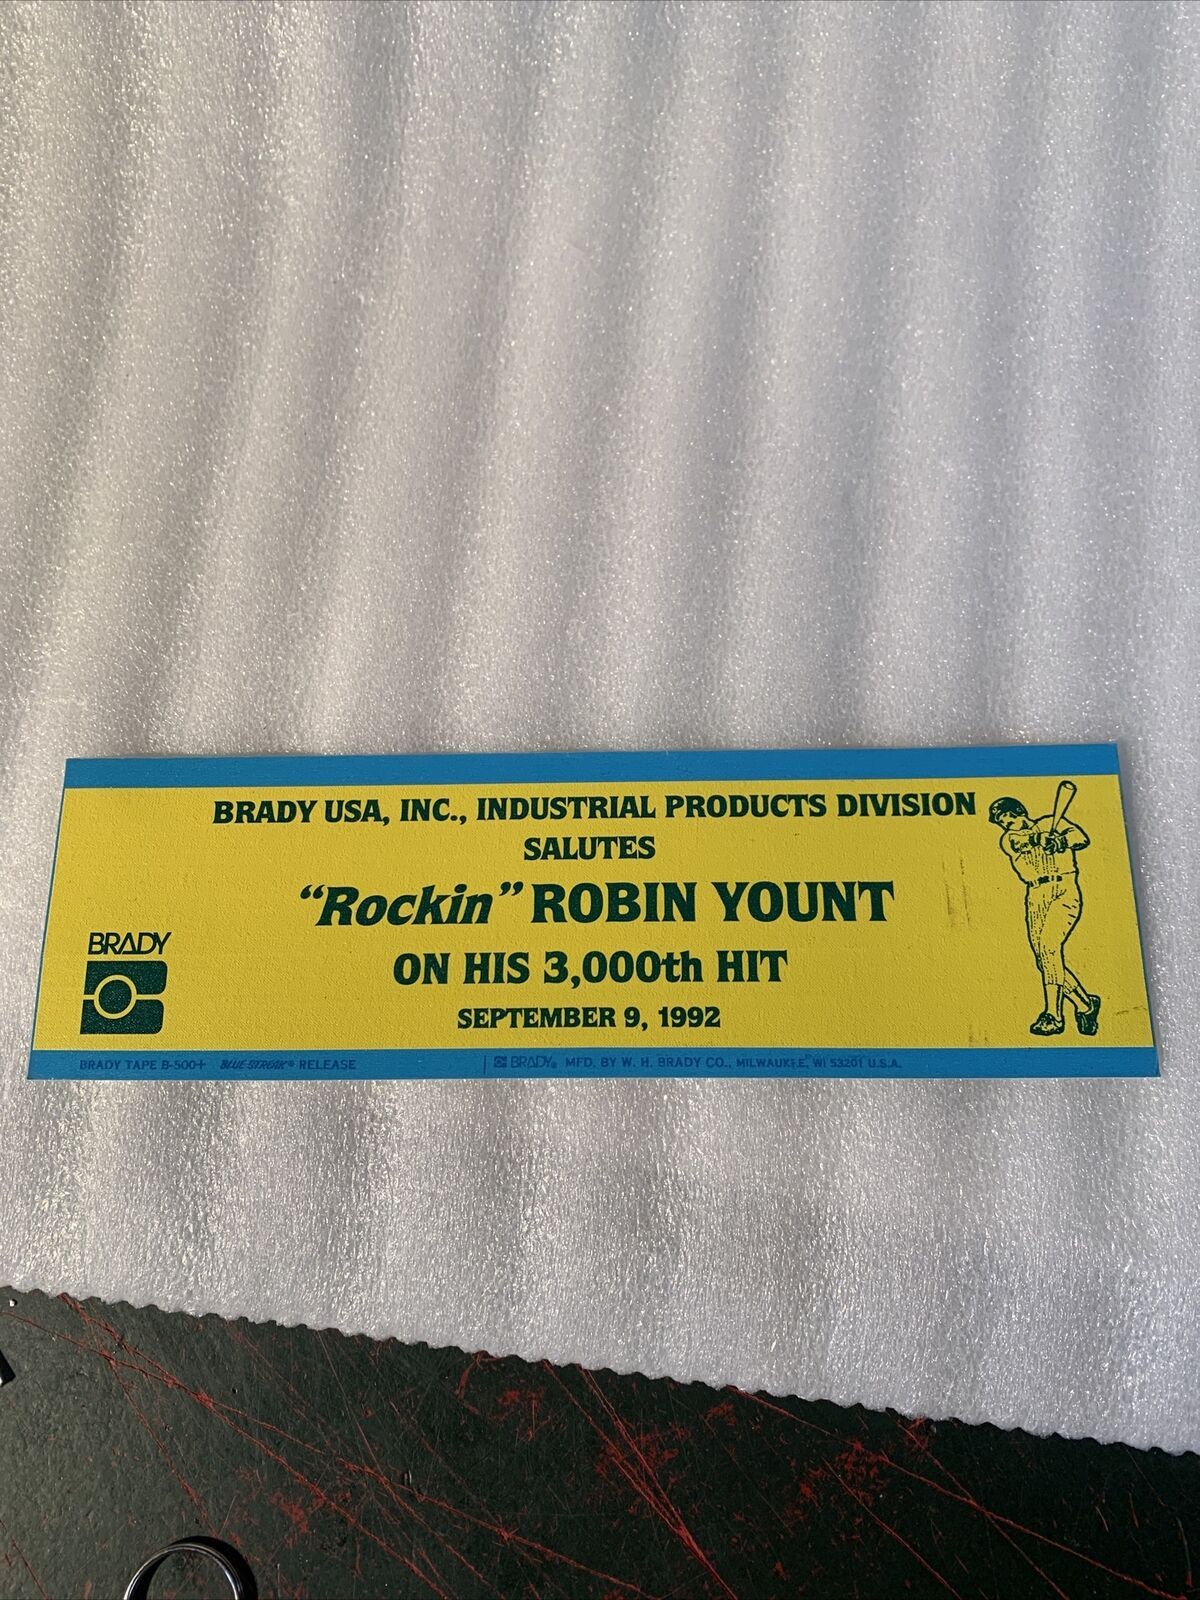 BRADY USA, INC., INDUSTRIAL PRODUCTS DIVISION
SALUTES
“Rockin” ROBIN YOUNT
ON HIS 3,000th HIT
SEPTEMBER 9, 1992
BRADY
BRADY TAPE B-500+ BLUE-STREAK® RELEASE
BRADY® MFD. BY W. H. BRADY CO., MILWAUKEE, WI 53201 U.S.A.